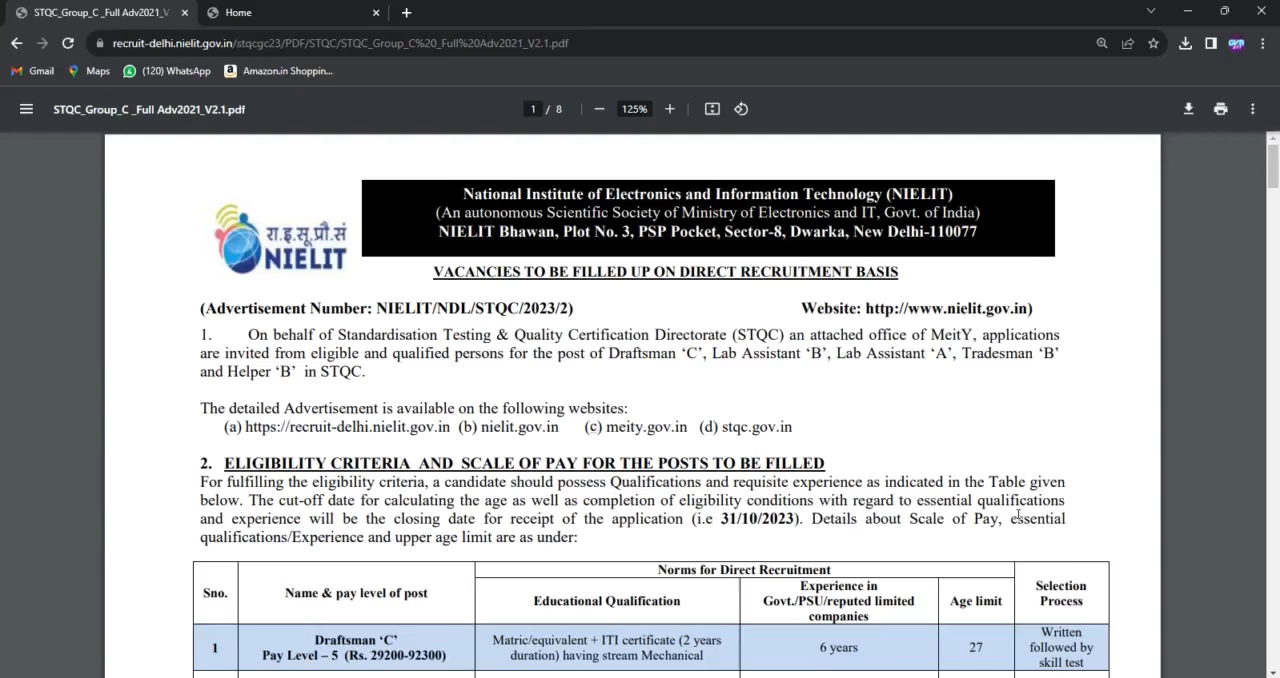 STQC_Group_C _Full Adv2021_V
Home
recruit-delhi.nielit.gov.in/stqcgc23/PDF/STQC/STQC_Group_C%20_Full%20Adv2021_V2.1.pdf
Gmail Maps (120) WhatsApp Amazon.in Shoppin...
STQC_Group_C _Full Adv2021_V2.1.pdf 1 / 8 125%
National Institute of Electronics and Information Technology (NIELIT)
(An autonomous Scientific Society of Ministry of Electronics and IT, Govt. of India)
NIELIT Bhawan, Plot No. 3, PSP Pocket, Sector-8, Dwarka, New Delhi-110077
रा.इ.सू.प्रौ.सं
NIELIT
VACANCIES TO BE FILLED UP ON DIRECT RECRUITMENT BASIS
(Advertisement Number: NIELIT/NDL/STQC/2023/2) Website: http://www.nielit.gov.in)
1. On behalf of Standardisation Testing & Quality Certification Directorate (STQC) an attached office of MeitY, applications
are invited from eligible and qualified persons for the post of Draftsman ‘C’, Lab Assistant ‘B’, Lab Assistant ‘A’, Tradesman ‘B’
and Helper ‘B’ in STQC.
The detailed Advertisement is available on the following websites:
(a) https://recruit-delhi.nielit.gov.in (b) nielit.gov.in (c) meity.gov.in (d) stqc.gov.in
2. ELIGIBILITY CRITERIA AND SCALE OF PAY FOR THE POSTS TO BE FILLED
For fulfilling the eligibility criteria, a candidate should possess Qualifications and requisite experience as indicated in the Table given
below. The cut-off date for calculating the age as well as completion of eligibility conditions with regard to essential qualifications
and experience will be the closing date for receipt of the application (i.e 31/10/2023). Details about Scale of Pay, essential
qualifications/Experience and upper age limit are as under:
Sno.
Name & pay level of post
Norms for Direct Recruitment
Educational Qualification
Experience in
Govt./PSU/reputed limited
companies
Age limit
Selection
Process
1
Draftsman ‘C’
Pay Level – 5 (Rs. 29200-92300)
Matric/equivalent + ITI certificate (2 years
duration) having stream Mechanical
6 years
27
Written
followed by
skill test